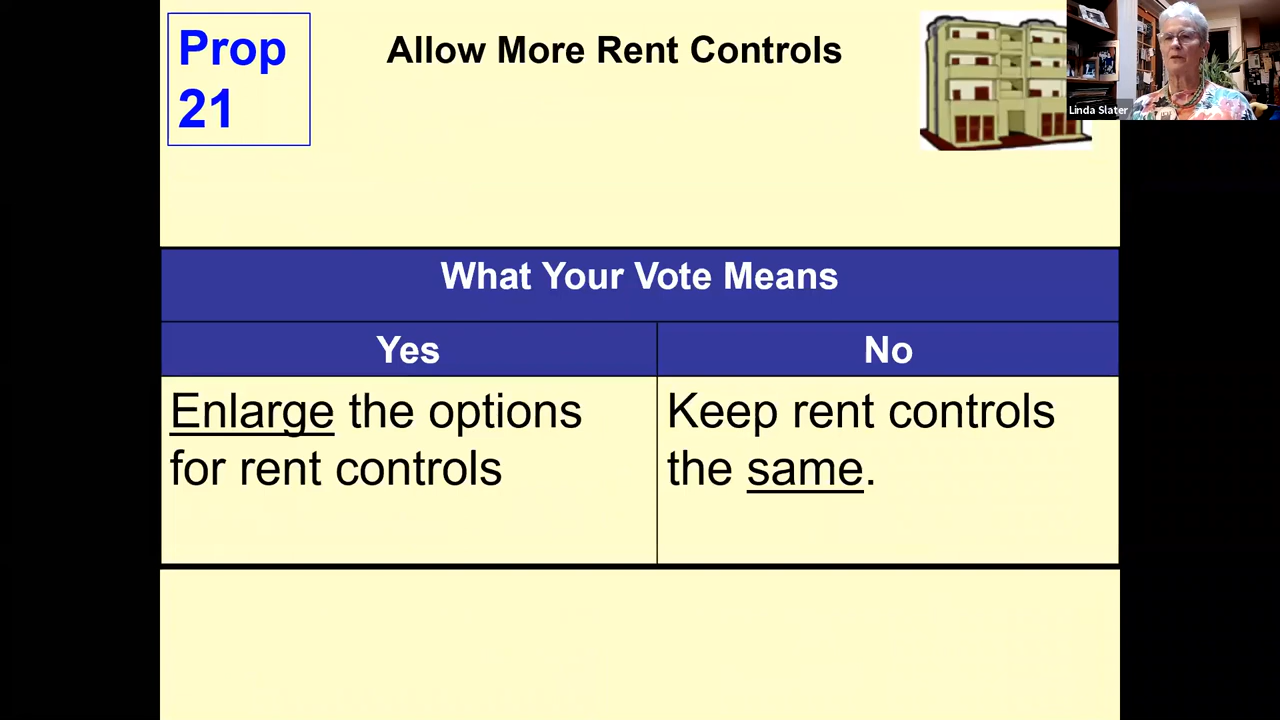 Prop
21
Allow More Rent Controls
Linda Slater
What Your Vote Means
Yes
No
Enlarge the options
for rent controls
Keep rent controls
the same.